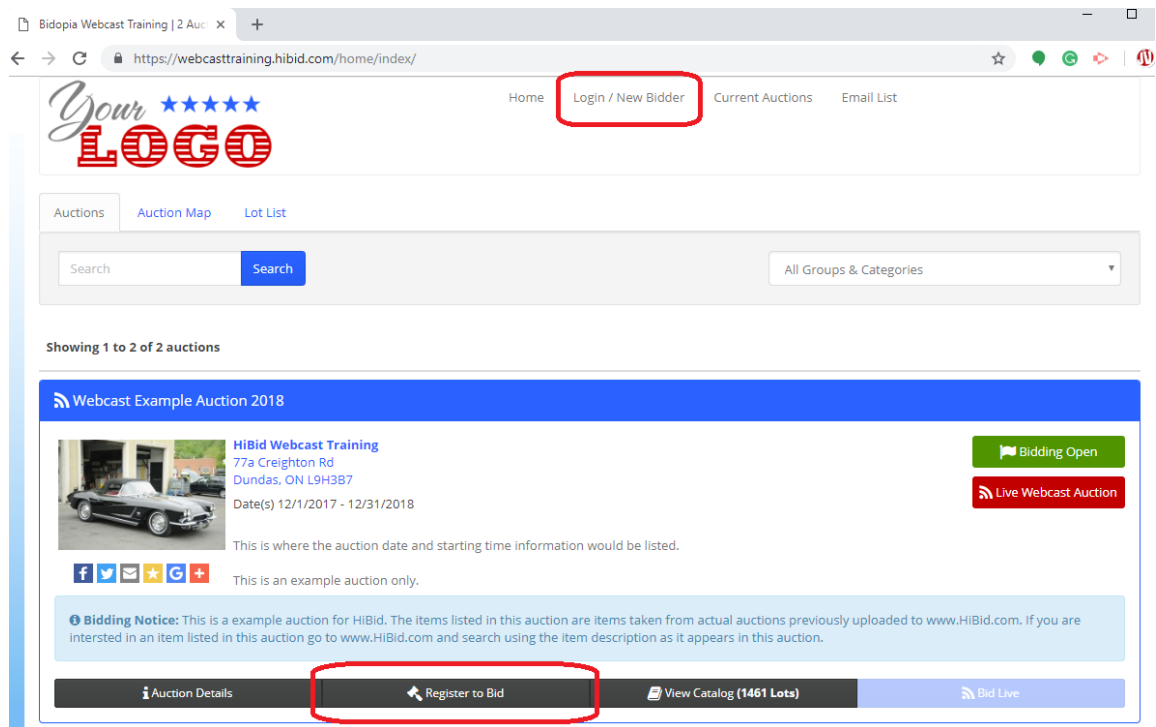 Bidopia Webcast Training | 2 Auc
https://webcasttraining.hibid.com/home/index/
Your LOGO
Home Login / New Bidder Current Auctions Email List
Auctions Auction Map Lot List
Search Search All Groups & Categories
Showing 1 to 2 of 2 auctions
Webcast Example Auction 2018
HiBid Webcast Training
77a Creighton Rd
Dundas, ON L9H3B7
Date(s) 12/1/2017 - 12/31/2018
Bidding Open
Live Webcast Auction
This is where the auction date and starting time information would be listed.
This is an example auction only.
Bidding Notice: This is a example auction for HiBid. The items listed in this auction are items taken from actual auctions previously uploaded to www.HiBid.com. If you are
intersted in an item listed in this auction go to www.HiBid.com and search using the item description as it appears in this auction.
Auction Details Register to Bid View Catalog (1461 Lots) Bid Live